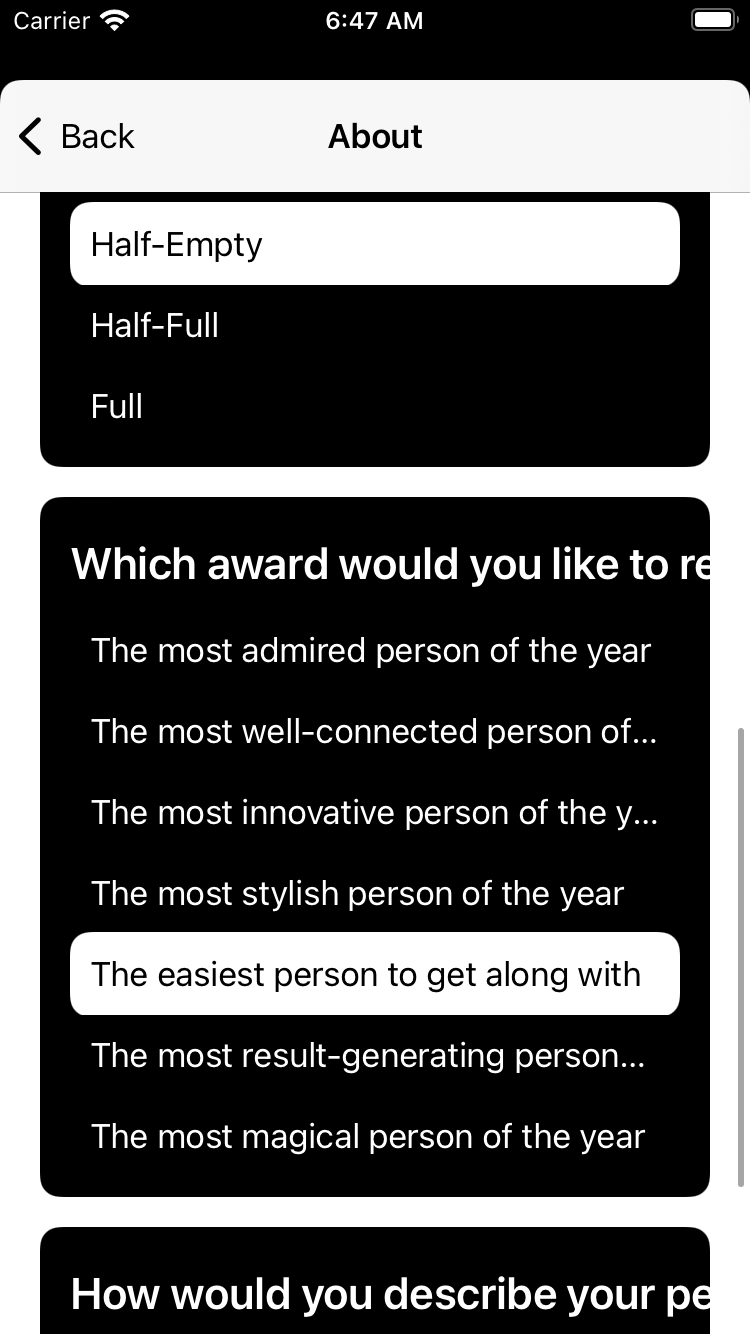 Carrier 6:47 AM
Back About
Half-Empty
Half-Full
Full
Which award would you like to re
The most admired person of the year
The most well-connected person of...
The most innovative person of the y...
The most stylish person of the year
The easiest person to get along with
The most result-generating person...
The most magical person of the year
How would you describe your pe